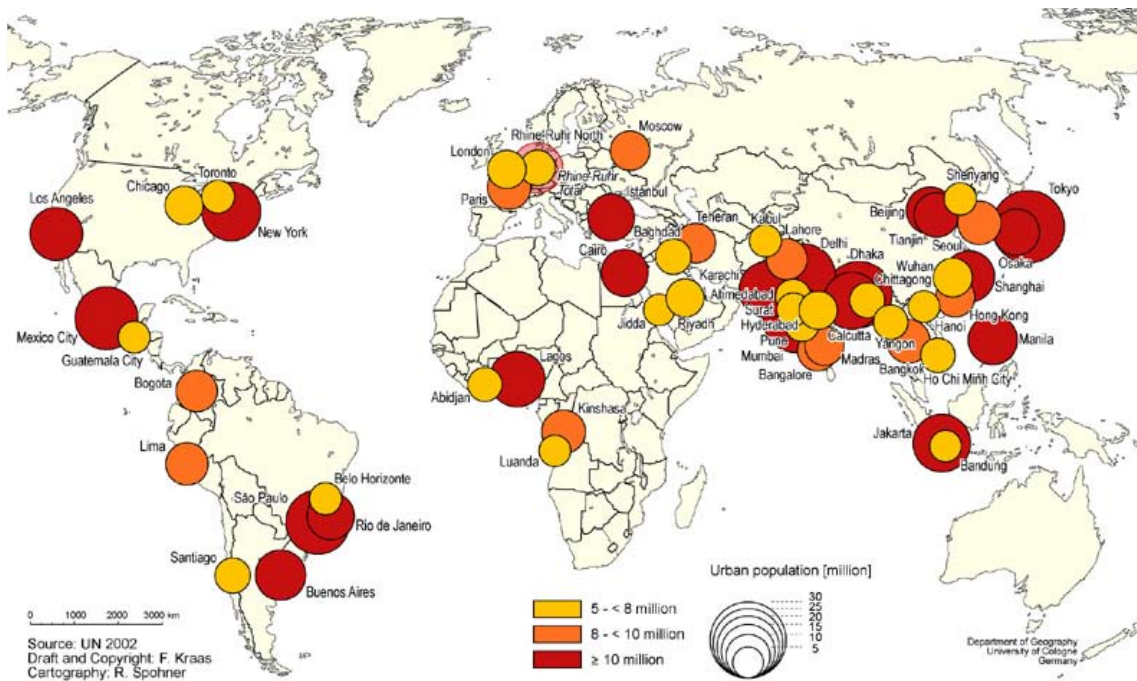 Moscow
Rhine-Ruhr North
London
Rhine-Ruhr
Total
Paris
Toronto
Chicago
Los Angeles
New York
Istanbul
Teheran
Kabul
Shenyang
Tokyo
Baghdad
Lahore
Beijing
Cairo
Delhi
Dhaka
Tianjin
Seoul
Osaka
Karachi
Wuhan
Chittagong
Shanghai
Ahmedabad
Surat
Jidda
Riyadh
Hyderabad
Calcutta
Hanoi
Hong Kong
Mexico City
Guatemala City
Pune
Yangon
Manila
Mumbai
Madras
Bangkok
Bangalore
Ho Chi Minh City
Bogota
Lagos
Abidjan
Kinshasa
Lima
Luanda
Jakarta
Bandung
Belo Horizonte
São Paulo
Rio de Janeiro
Santiago
Buenos Aires
Urban population [million]
30
25
20
15
10
5
5 - < 8 million
8 - < 10 million
≥ 10 million
0 1000 2000 3000 km
Source: UN 2002
Draft and Copyright: F. Kraas
Cartography: R. Spohner
Department of Geography
University of Cologne
Germany